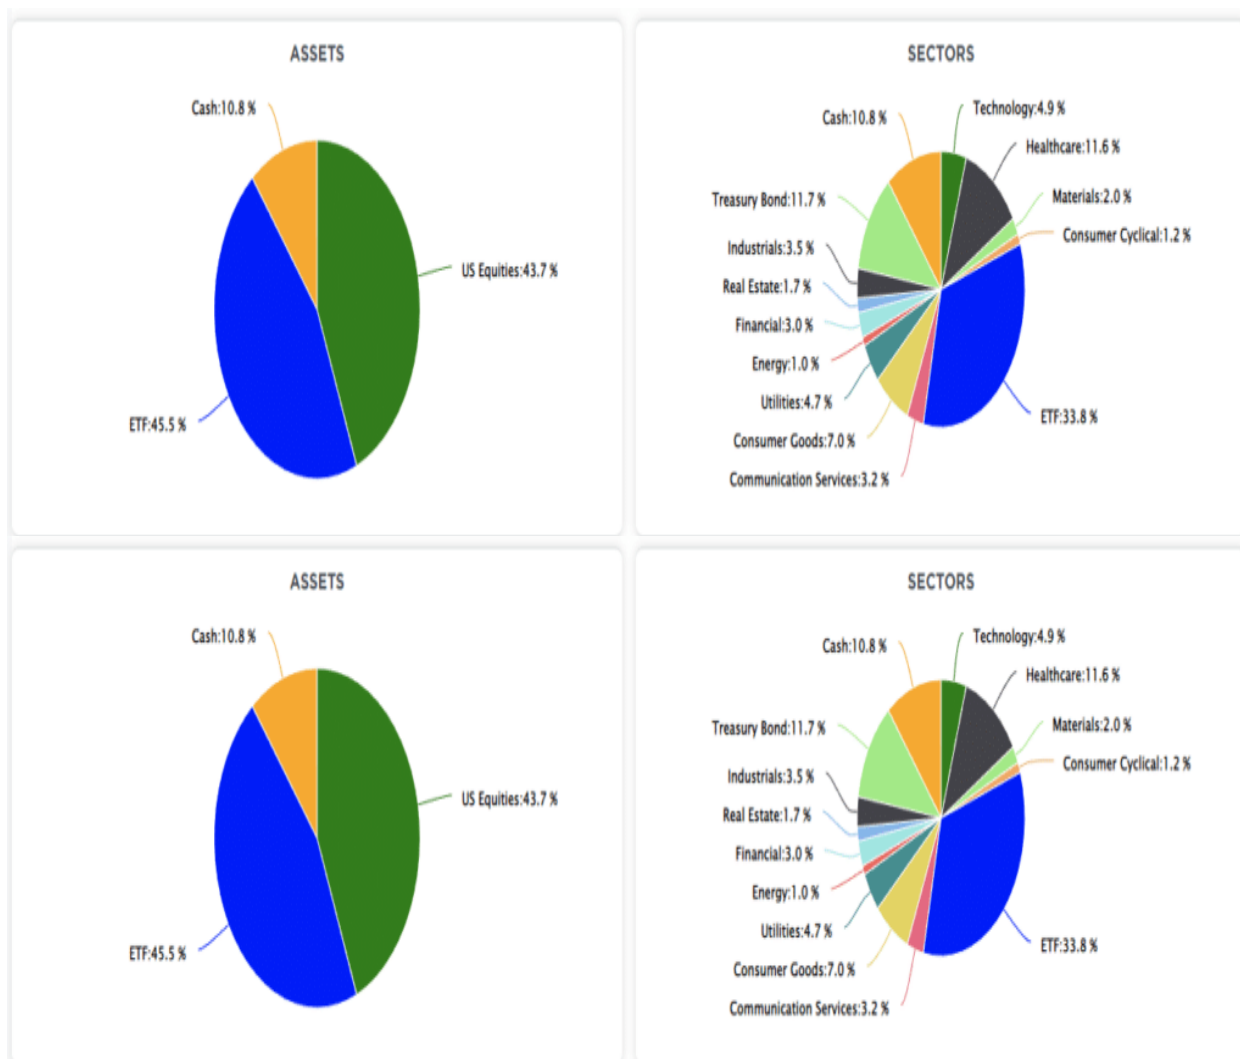 ASSETS
Cash:10.8 %
US Equities:43.7 %
ETF:45.5 %
SECTORS
Technology:4.9 %
Cash:10.8 %
Healthcare:11.6 %
Treasury Bond:11.7 %
Materials:2.0 %
Consumer Cyclical:1.2 %
Industrials:3.5 %
Real Estate:1.7 %
Financial:3.0 %
Energy:1.0 %
Utilities:4.7 %
ETF:33.8 %
Consumer Goods:7.0 %
Communication Services:3.2 %
ASSETS
Cash:10.8 %
US Equities:43.7 %
ETF:45.5 %
SECTORS
Technology:4.9 %
Cash:10.8 %
Healthcare:11.6 %
Treasury Bond:11.7 %
Materials:2.0 %
Consumer Cyclical:1.2 %
Industrials:3.5 %
Real Estate:1.7 %
Financial:3.0 %
Energy:1.0 %
Utilities:4.7 %
ETF:33.8 %
Consumer Goods:7.0 %
Communication Services:3.2 %